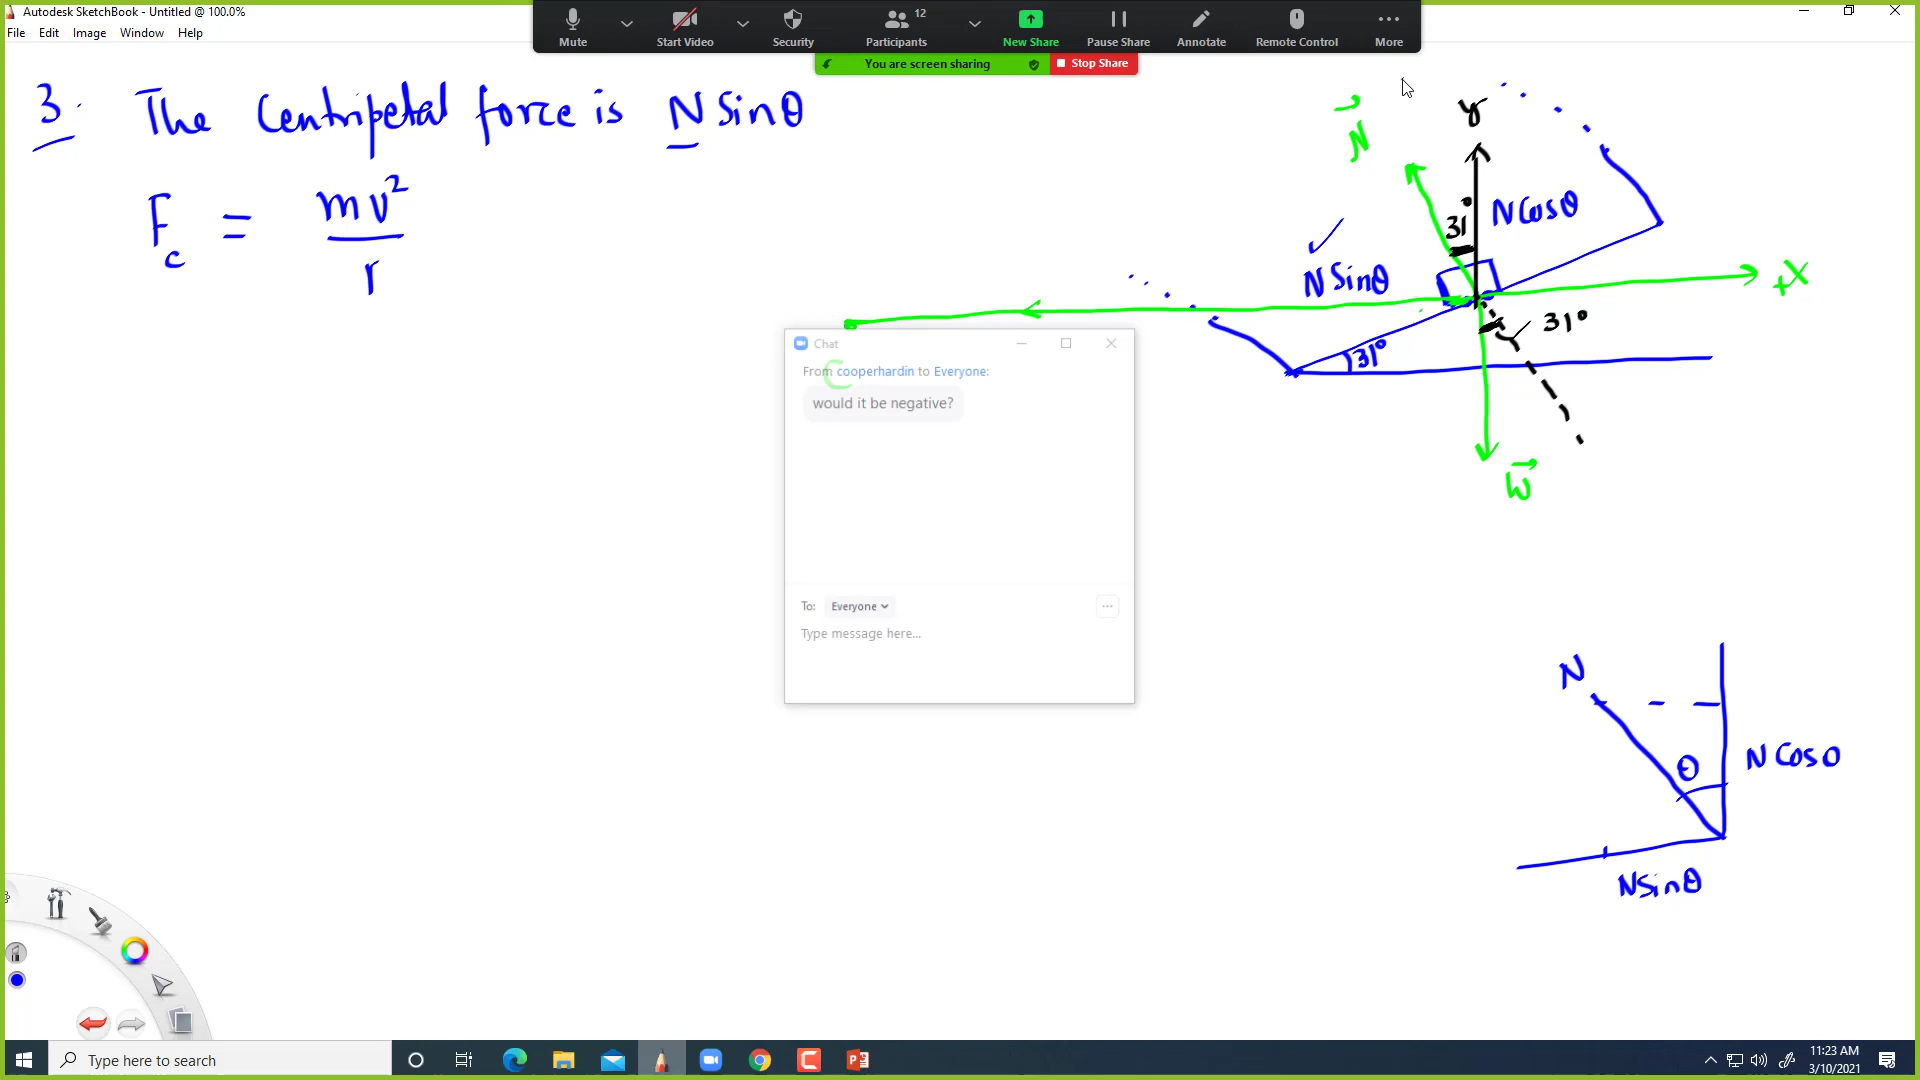 Autodesk SketchBook - Untitled @ 100.0%
File Edit Image Window Help
Mute
Start Video
Security
Participants 12
New Share
Pause Share
Annotate
Remote Control
More
You are screen sharing
Stop Share
3. The Centripetal force is N Sinθ
F_c = mv²/r
N
y
31°
N Cosθ
N Sinθ
+X
31°
31°
W
C
Chat
From cooperhardin to Everyone:
would it be negative?
To: Everyone
Type message here...
N
θ
N Cosθ
N Sinθ
Type here to search
11:23 AM
3/10/2021